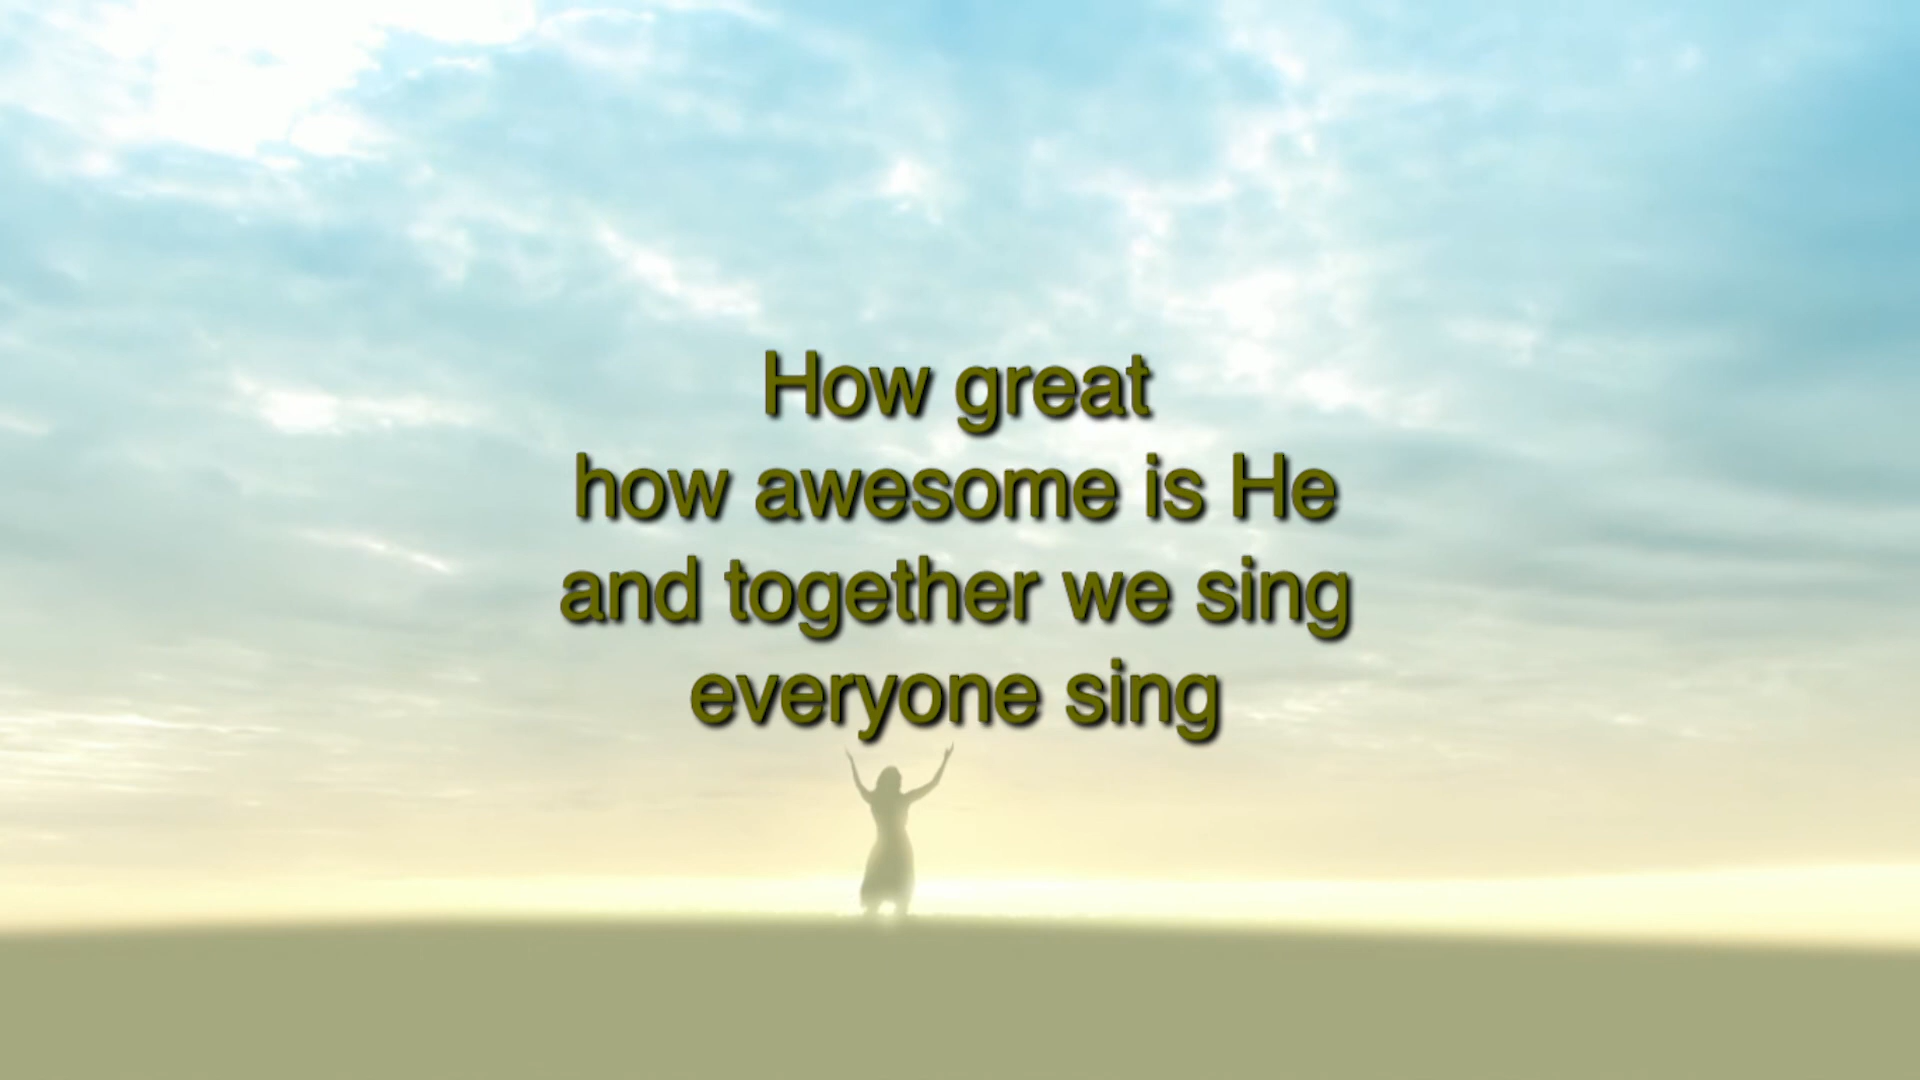 How great
how awesome is He
and together we sing
everyone sing